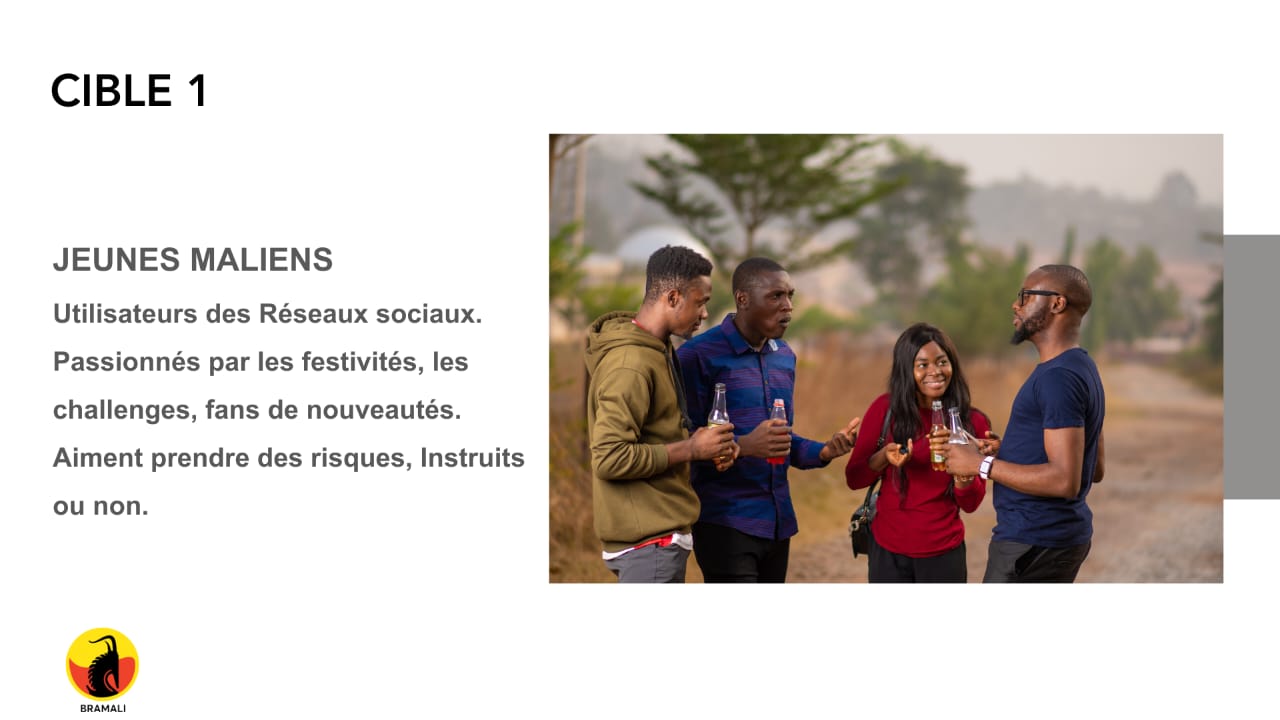 CIBLE 1
JEUNES MALIENS
Utilisateurs des Réseaux sociaux.
Passionnés par les festivités, les
challenges, fans de nouveautés.
Aiment prendre des risques, Instruits
ou non.
BRAMALI